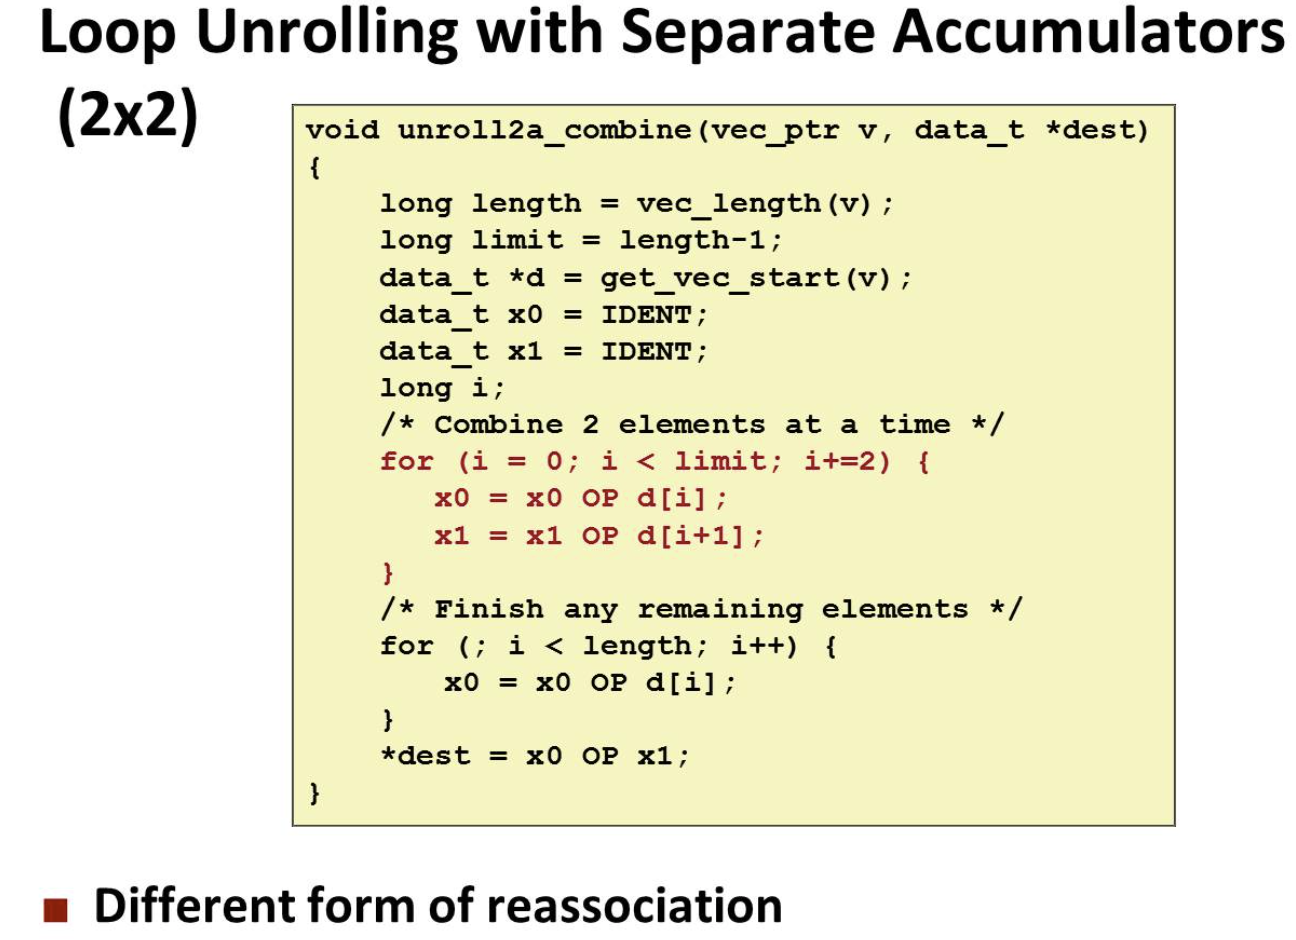 Loop Unrolling with Separate Accumulators
(2x2)
void unroll2a_combine(vec_ptr v, data_t *dest)
{
    long length = vec_length(v);
    long limit = length-1;
    data_t *d = get_vec_start(v);
    data_t x0 = IDENT;
    data_t x1 = IDENT;
    long i;
    /* Combine 2 elements at a time */
    for (i = 0; i < limit; i+=2) {
       x0 = x0 OP d[i];
       x1 = x1 OP d[i+1];
    }
    /* Finish any remaining elements */
    for (; i < length; i++) {
        x0 = x0 OP d[i];
    }
    *dest = x0 OP x1;
}
■ Different form of reassociation